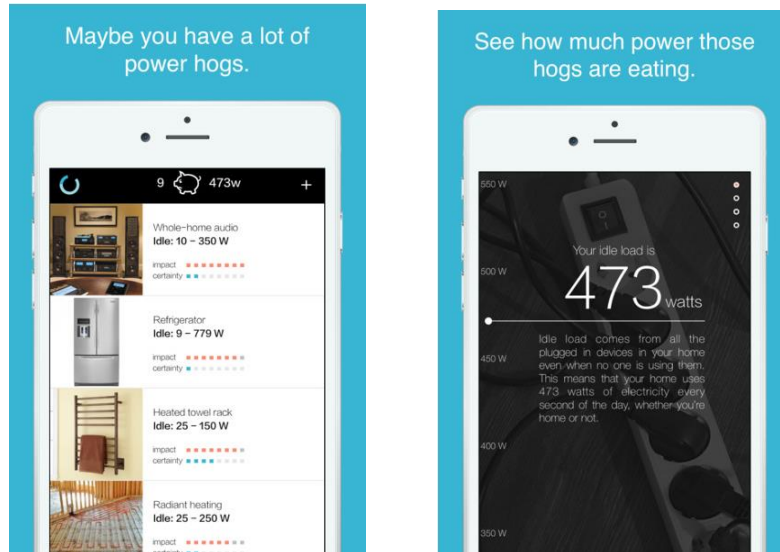 Maybe you have a lot of
power hogs.
9 473w +
Whole-home audio
Idle: 10 – 350 W
impact
certainty
Refrigerator
Idle: 9 – 779 W
impact
certainty
Heated towel rack
Idle: 25 – 150 W
impact
certainty
Radiant heating
Idle: 25 – 250 W
impact
certainty
See how much power those
hogs are eating.
550 W
Your idle load is
500 W
473 watts
Idle load comes from all the
plugged in devices in your home
450 W
even when no one is using them.
This means that your home uses
473 watts of electricity every
second of the day, whether you're
home or not.
400 W
350 W